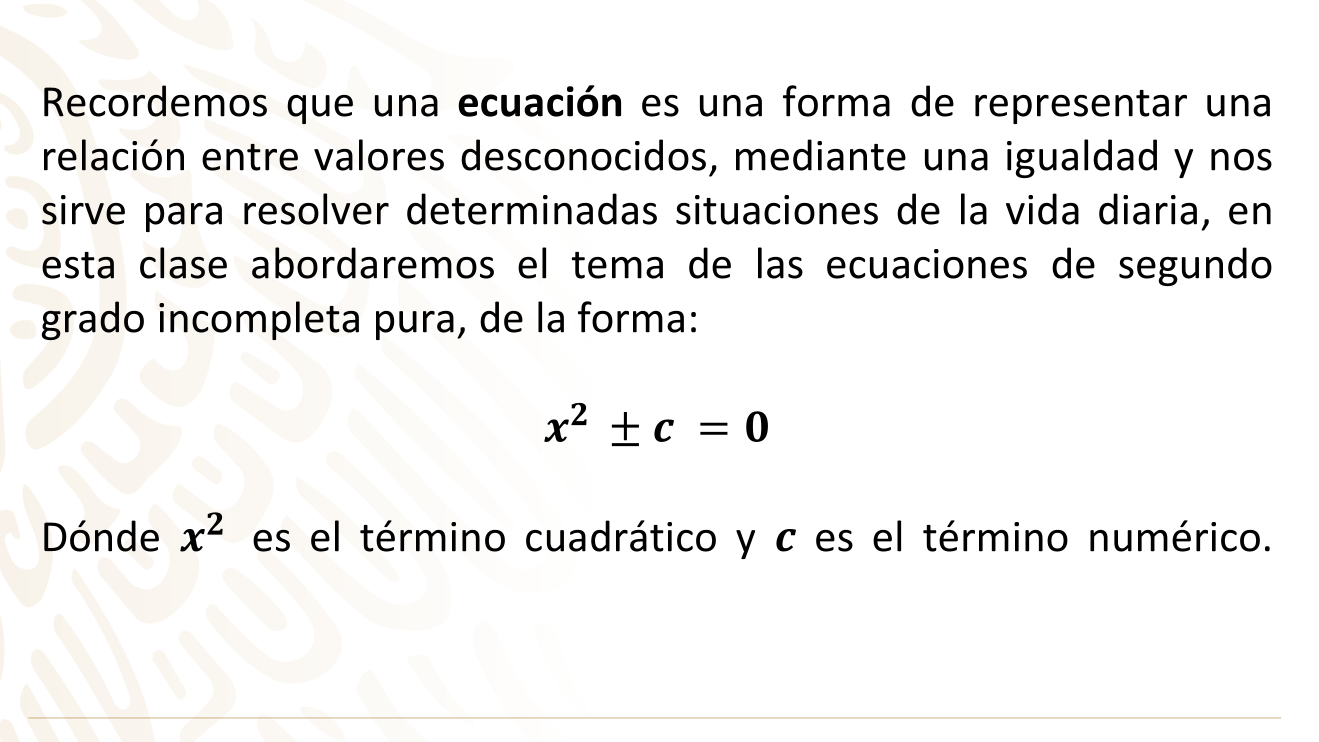 Recordemos que una ecuación es una forma de representar una
relación entre valores desconocidos, mediante una igualdad y nos
sirve para resolver determinadas situaciones de la vida diaria, en
esta clase abordaremos el tema de las ecuaciones de segundo
grado incompleta pura, de la forma:
x² ± c = 0
Dónde x² es el término cuadrático y c es el término numérico.